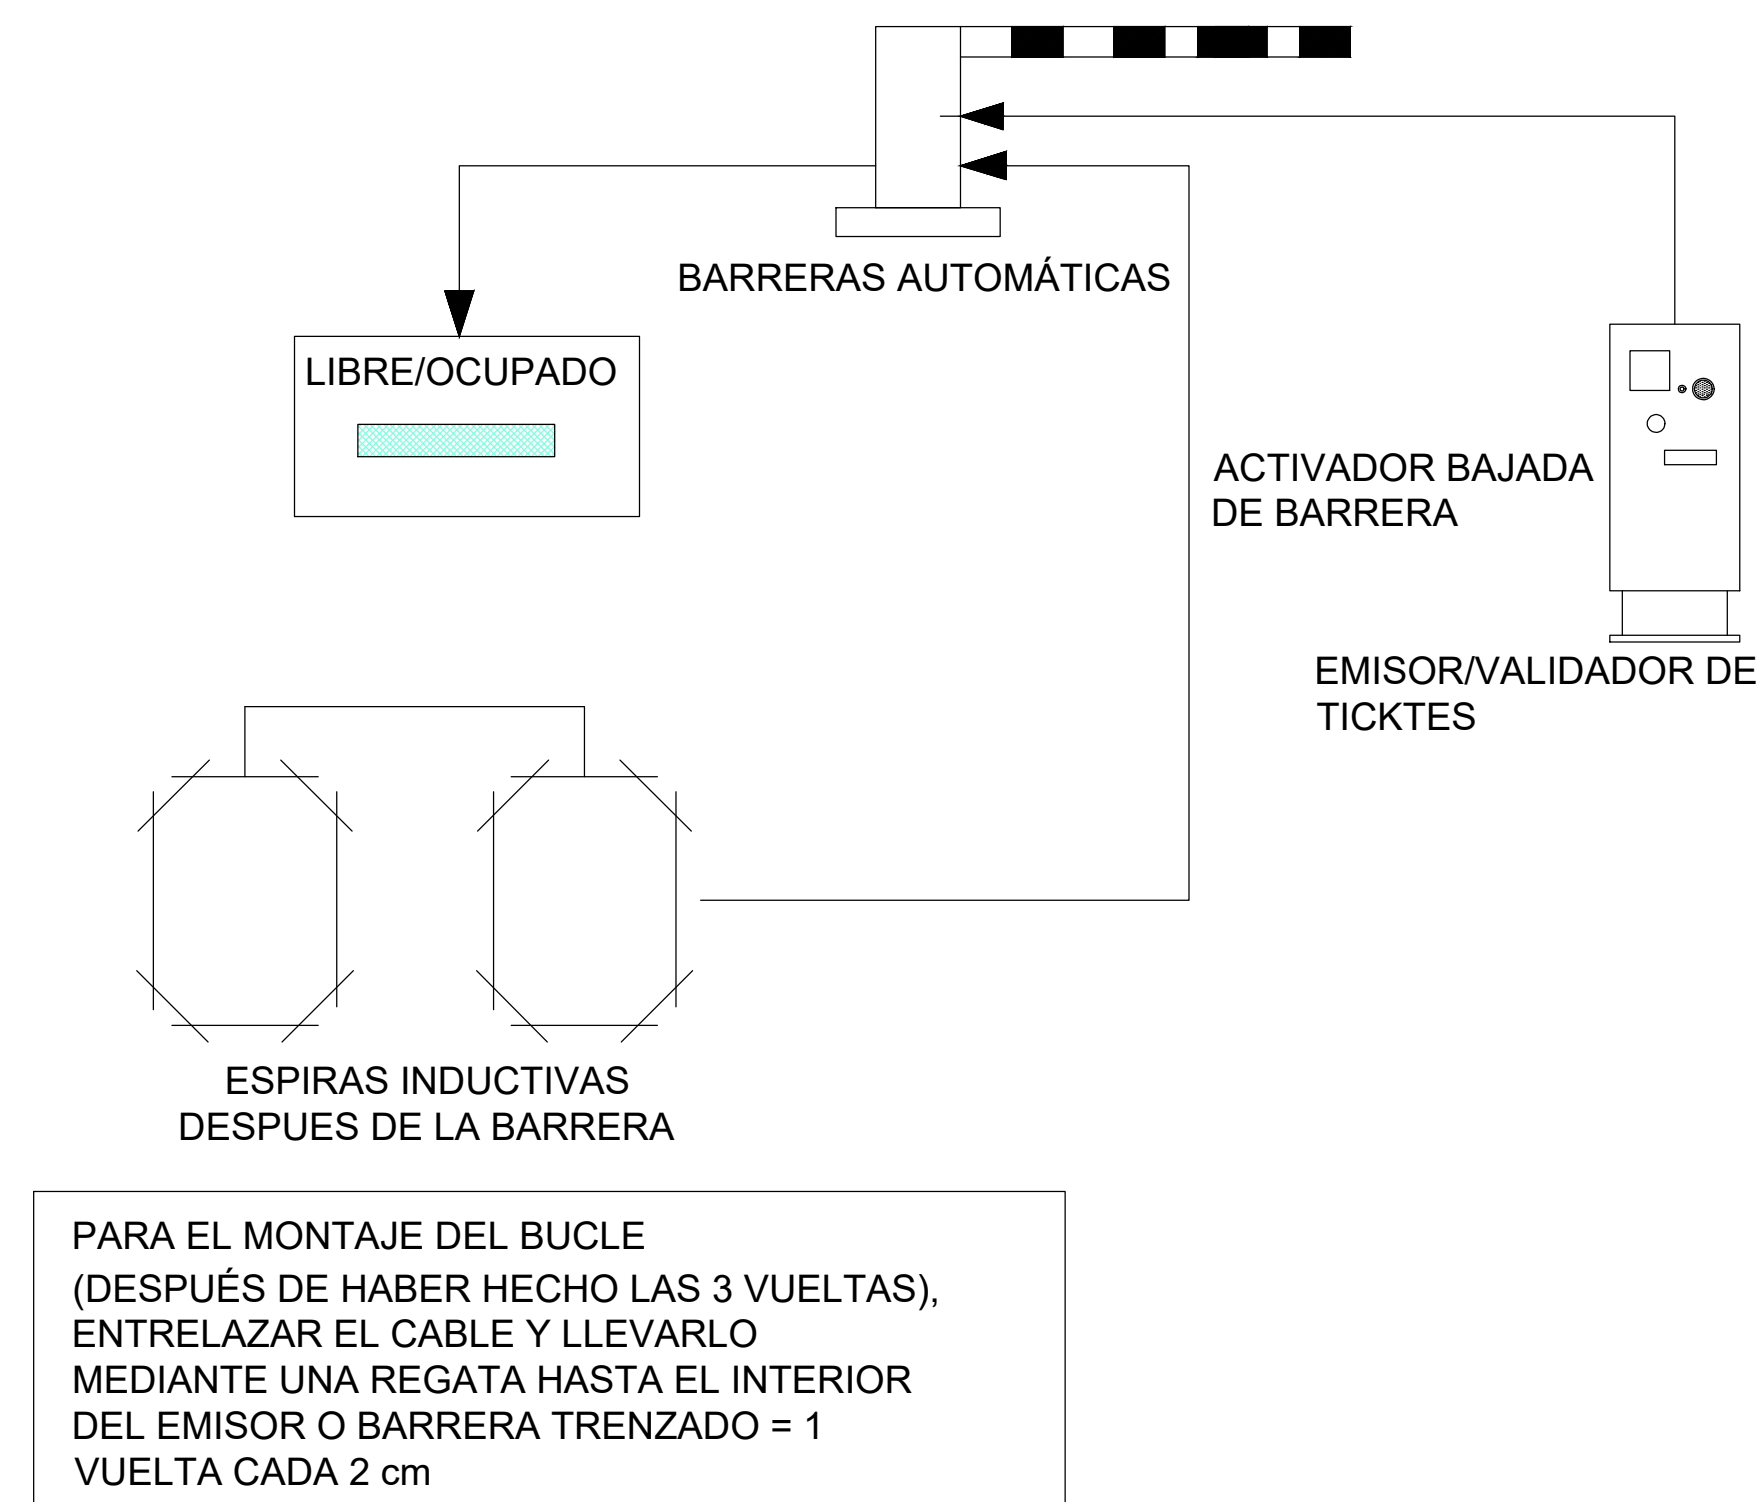 BARRERAS AUTOMÁTICAS
LIBRE/OCUPADO
ACTIVADOR BAJADA
DE BARRERA
EMISOR/VALIDADOR DE
TICKTES
ESPIRAS INDUCTIVAS
DESPUES DE LA BARRERA
PARA EL MONTAJE DEL BUCLE
(DESPUÉS DE HABER HECHO LAS 3 VUELTAS),
ENTRELAZAR EL CABLE Y LLEVARLO
MEDIANTE UNA REGATA HASTA EL INTERIOR
DEL EMISOR O BARRERA TRENZADO = 1
VUELTA CADA 2 cm